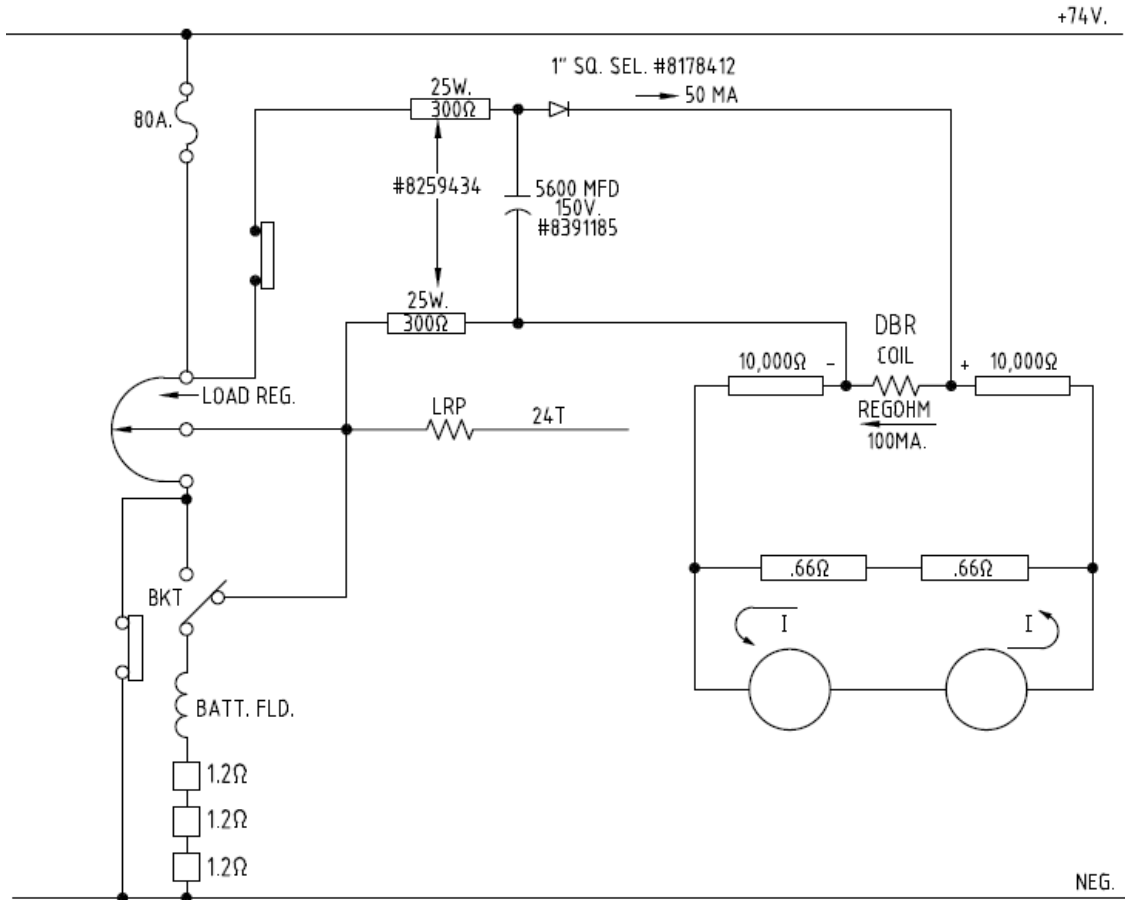 +74V.
1" SQ. SEL. #8178412
50 MA
25W.
300Ω
80A.
#8259434
5600 MFD
150V.
#8391185
25W.
300Ω
DBR
COIL
10,000Ω
-
+
10,000Ω
LOAD REG.
LRP
24T
REGOHM
100MA.
.66Ω
.66Ω
BKT
I
I
BATT. FLD.
1.2Ω
1.2Ω
1.2Ω
NEG.